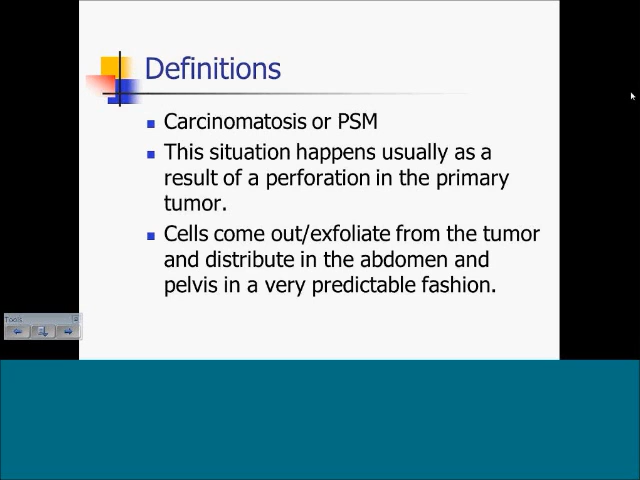 Definitions
Carcinomatosis or PSM
This situation happens usually as a
result of a perforation in the primary
tumor.
Cells come out/exfoliate from the tumor
and distribute in the abdomen and
pelvis in a very predictable fashion.
Tools